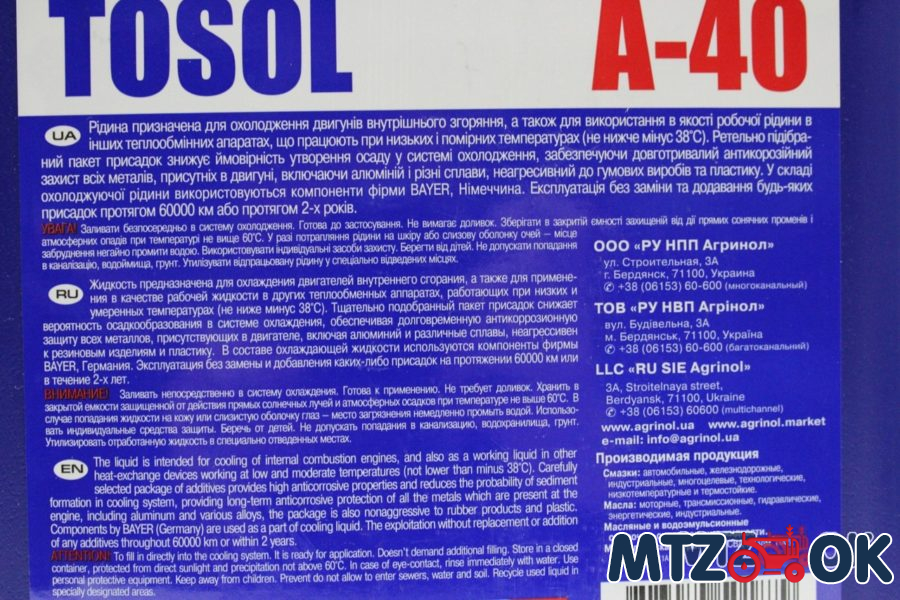 TOSOL A-40
UA Рідина призначена для охолодження двигунів внутрішнього згоряння, а також для використання в якості робочої рідини в
інших теплообмінних апаратах, що працюють при низьких і помірних температурах (не нижче мінус 38°С). Ретельно підібра-
ний пакет присадок знижує ймовірність утворення осаду у системі охолодження, забезпечуючи довготривалий антикорозійний
захист всіх металів, присутніх в двигуні, включаючи алюміній і різні сплави, неагресивний до гумових виробів та пластику. У складі
охолоджуючої рідини використовуються компоненти фірми BAYER, Німеччина. Експлуатація без заміни та додавання будь-яких
присадок протягом 60000 км або протягом 2-х років.
УВАГА! Заливати безпосередньо в систему охолодження. Готова до застосування. Не вимагає доливок. Зберігати в закритій ємності захищеній від дії прямих сонячних променів і
атмосферних опадів при температурі не вище 60°С. У разі потрапляння рідини на шкіру або слизову оболонку очей – місце
забруднення негайно промити водою. Використовувати індивідуальні засоби захисту. Берегти від дітей. Не допускати попадання
в каналізацію, водоймища, грунт. Утилізувати відпрацьовану рідину у спеціально відведених місцях.
RU Жидкость предназначена для охлаждения двигателей внутреннего сгорания, а также для примене-
ния в качестве рабочей жидкости в других теплообменных аппаратах, работающих при низких и
умеренных температурах (не ниже минус 38°С). Тщательно подобранный пакет присадок снижает
вероятность осадкообразования в системе охлаждения, обеспечивая долговременную антикоррозионную
защиту всех металлов, присутствующих в двигателе, включая алюминий и различные сплавы, неагрессивен
к резиновым изделиям и пластику. В составе охлаждающей жидкости используются компоненты фирмы
BAYER, Германия. Эксплуатация без замены и добавления каких-либо присадок на протяжении 60000 км или
в течение 2-х лет.
ВНИМАНИЕ! Заливать непосредственно в систему охлаждения. Готова к применению. Не требует доливок. Хранить в
закрытой емкости защищенной от действия прямых солнечных лучей и атмосферных осадков при температуре не выше 60°С. В
случае попадания жидкости на кожу или слизистую оболочку глаз – место загрязнения немедленно промыть водой. Использо-
вать индивидуальные средства защиты. Беречь от детей. Не допускать попадания в канализацию, водохранилища, грунт.
Утилизировать отработанную жидкость в специально отведенных местах.
EN The liquid is intended for cooling of internal combustion engines, and also as a working liquid in other
heat-exchange devices working at low and moderate temperatures (not lower than minus 38°C). Carefully
selected package of additives provides high anticorrosive properties and reduces the probability of sediment
formation in cooling system, providing long-term anticorrosive protection of all the metals which are present at the
engine, including aluminum and various alloys, the package is also nonaggressive to rubber products and plastic.
Components by BAYER (Germany) are used as a part of cooling liquid. The exploitation without replacement or addition
of any additives throughout 60000 km or within 2 years.
ATTENTION! To fill in directly into the cooling system. It is ready for application. Doesn't demand additional filling. Store in a closed
container, protected from direct sunlight and precipitation not above 60°C. In case of eye-contact, rinse immediately with water. Use
personal protective equipment. Keep away from children. Prevent do not allow to enter sewers, water and soil. Recycle used liquid in
specially designated areas.
ООО «РУ НПП Агринол»
ул. Строительная, 3А
г. Бердянск, 71100, Украина
✆ +38 (06153) 60-600 (многоканальный)
ТОВ «РУ НВП Агрінол»
вул. Будівельна, 3А
м. Бердянськ, 71100, Україна
✆ +38 (06153) 60-600 (багатоканальний)
LLC «RU SIE Agrinol»
3A, Stroitelnaya street,
Berdyansk, 71100, Ukraine
✆ +38 (06153) 60600 (multichannel)
www.agrinol.ua www.agrinol.market
e-mail: info@agrinol.ua
Производимая продукция
Смазки: автомобильные, железнодорожные,
индустриальные, многоцелевые, технологические,
низкотемпературные и термостойкие.
Масла: моторные, трансмиссионные, гидравлические,
энергетические, индустриальные.
Масляные и водоэмульсионные
MTZ OK